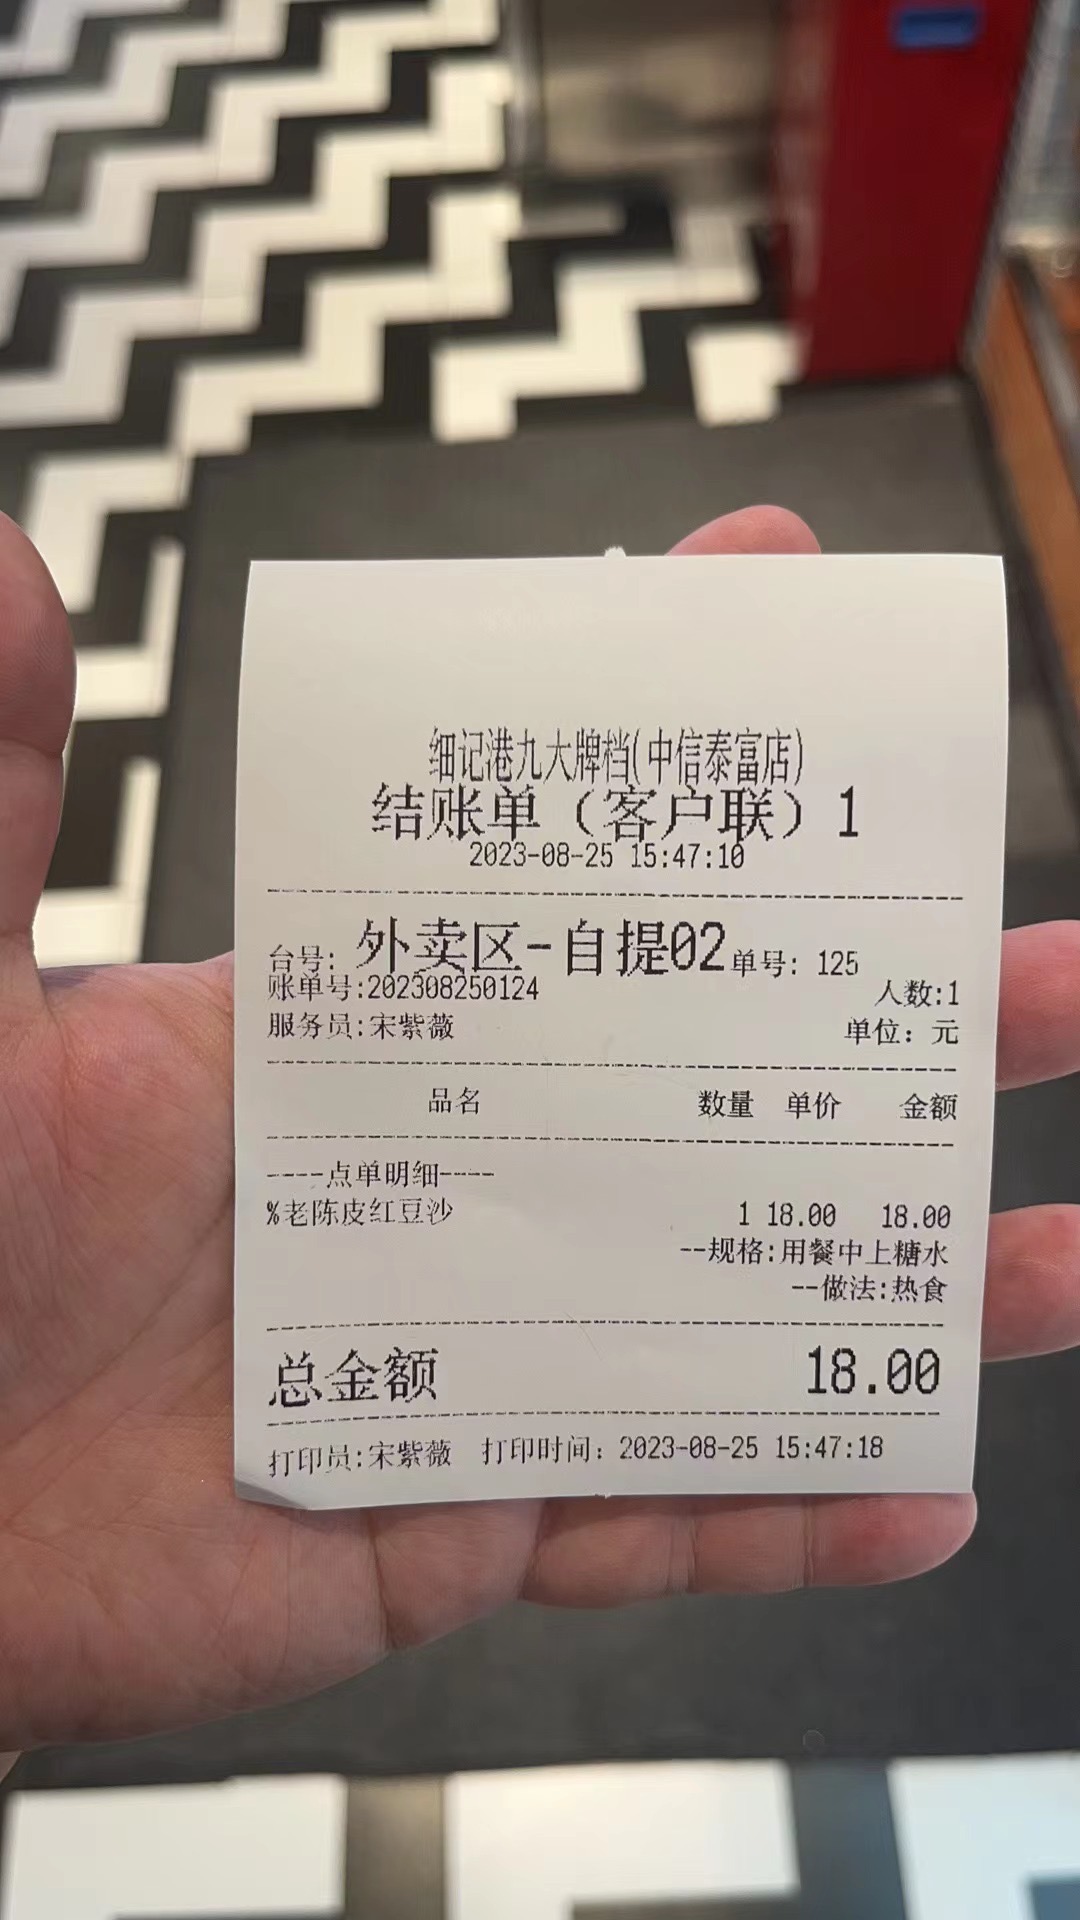 细记港九大牌档(中信泰富店)
结账单（客户联）1
2023-08-25 15:47:10
台号: 外卖区-自提02 单号: 125
账单号:202308250124 人数:1
服务员:宋紫薇 单位: 元
品名 数量 单价 金额
----点单明细----
%老陈皮红豆沙 1 18.00 18.00
--规格:用餐中上糖水
--做法:热食
总金额 18.00
打印员:宋紫薇 打印时间: 2023-08-25 15:47:18